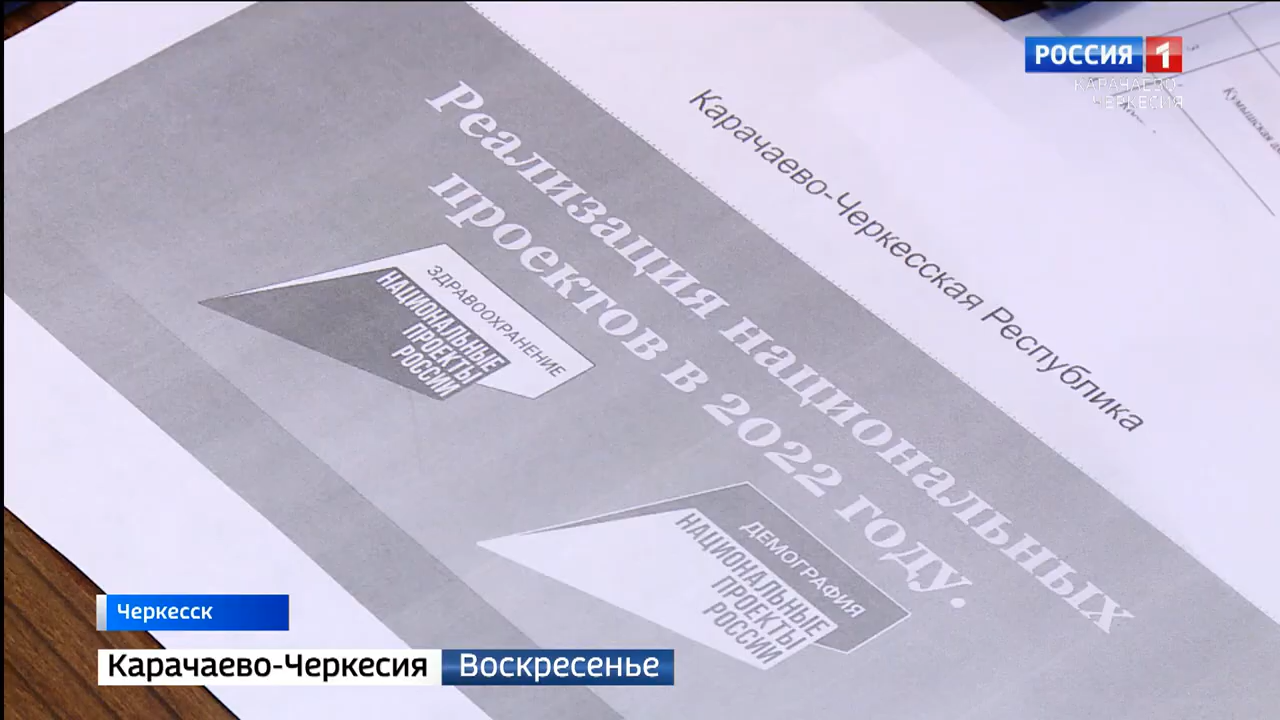 РОССИЯ 1
КАРАЧАЕВО-
ЧЕРКЕСИЯ
Карачаево-Черкесская Республика
Реализация национальных
проектов в 2022 году.
ЗДРАВООХРАНЕНИЕ
НАЦИОНАЛЬНЫЕ
ПРОЕКТЫ
РОССИИ
ДЕМОГРАФИЯ
НАЦИОНАЛЬНЫЕ
ПРОЕКТЫ
РОССИИ
Черкесск
Карачаево-Черкесия Воскресенье